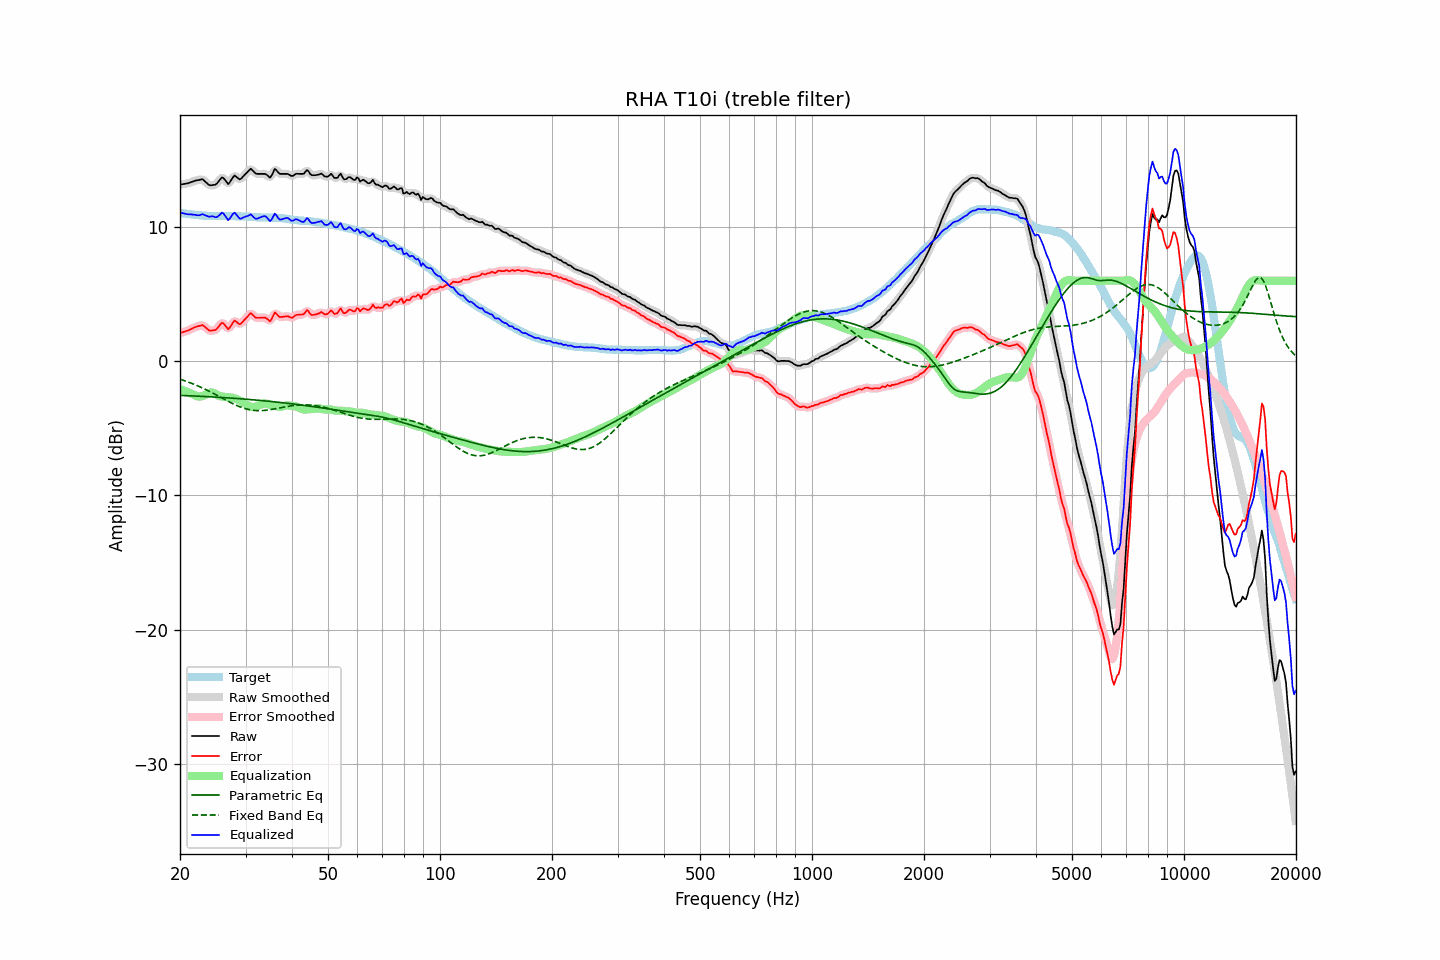 RHA T10i (treble filter)
10
0
−10
−20
−30
Amplitude (dBr)
Target
Raw Smoothed
Error Smoothed
Raw
Error
Equalization
Parametric Eq
Fixed Band Eq
Equalized
20 50 100 200 500 1000 2000 5000 10000 20000
Frequency (Hz)